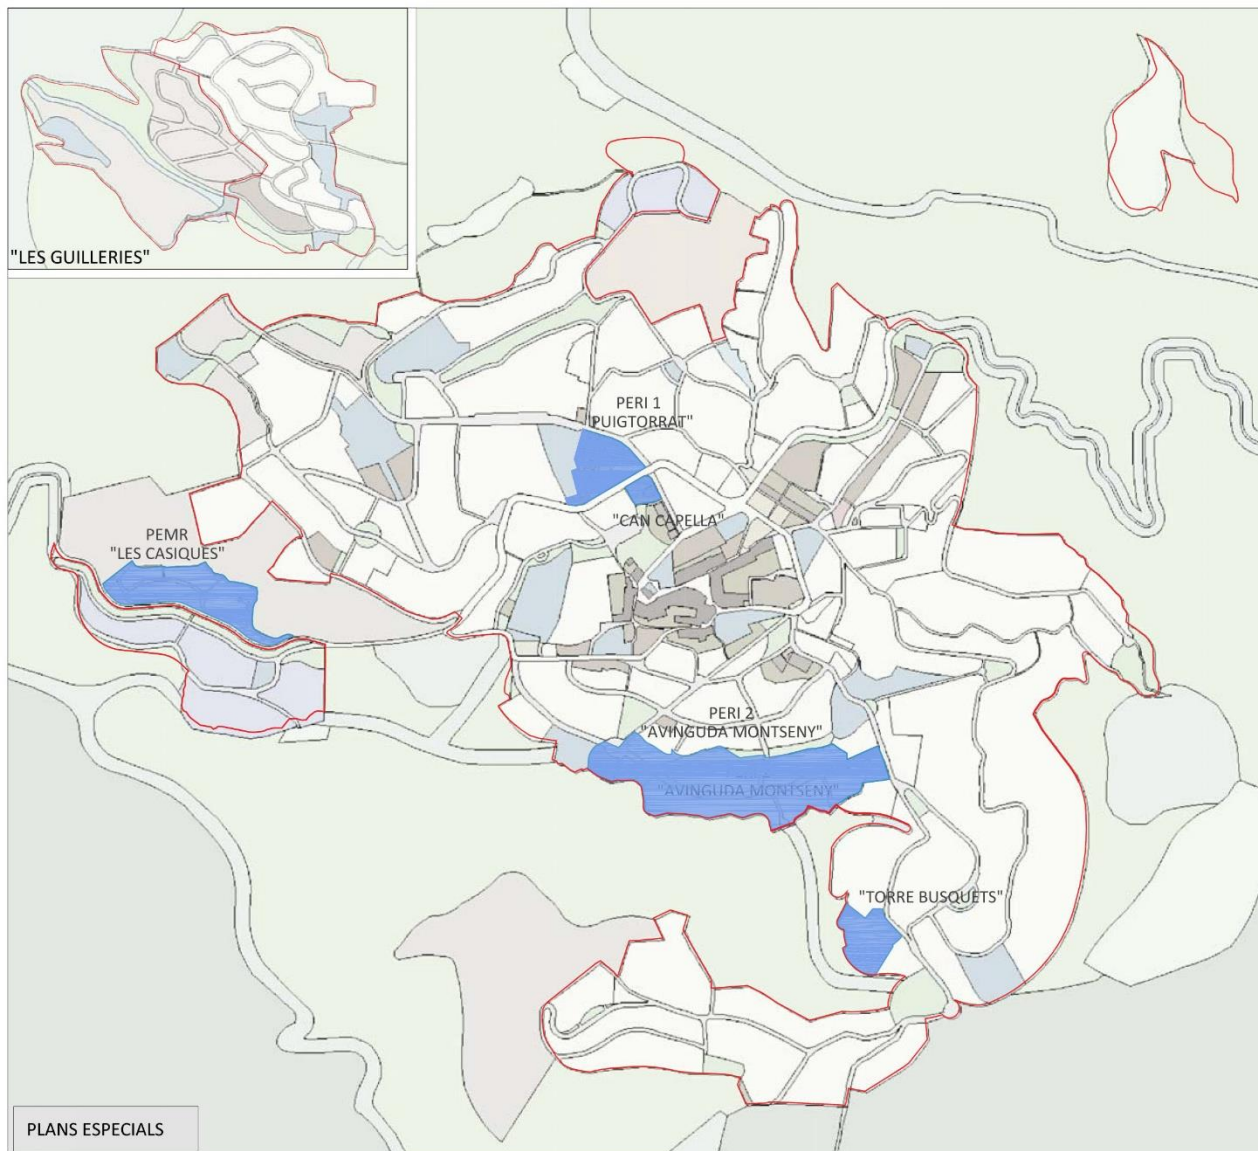 "LES GUILLERIES"
PERI 1
"PUIGTORRAT"
"CAN CAPELLA"
PEMR
"LES CASIQUES"
PERI 2
"AVINGUDA MONTSENY"
"AVINGUDA MONTSENY"
"TORRE BUSQUETS"
PLANS ESPECIALS